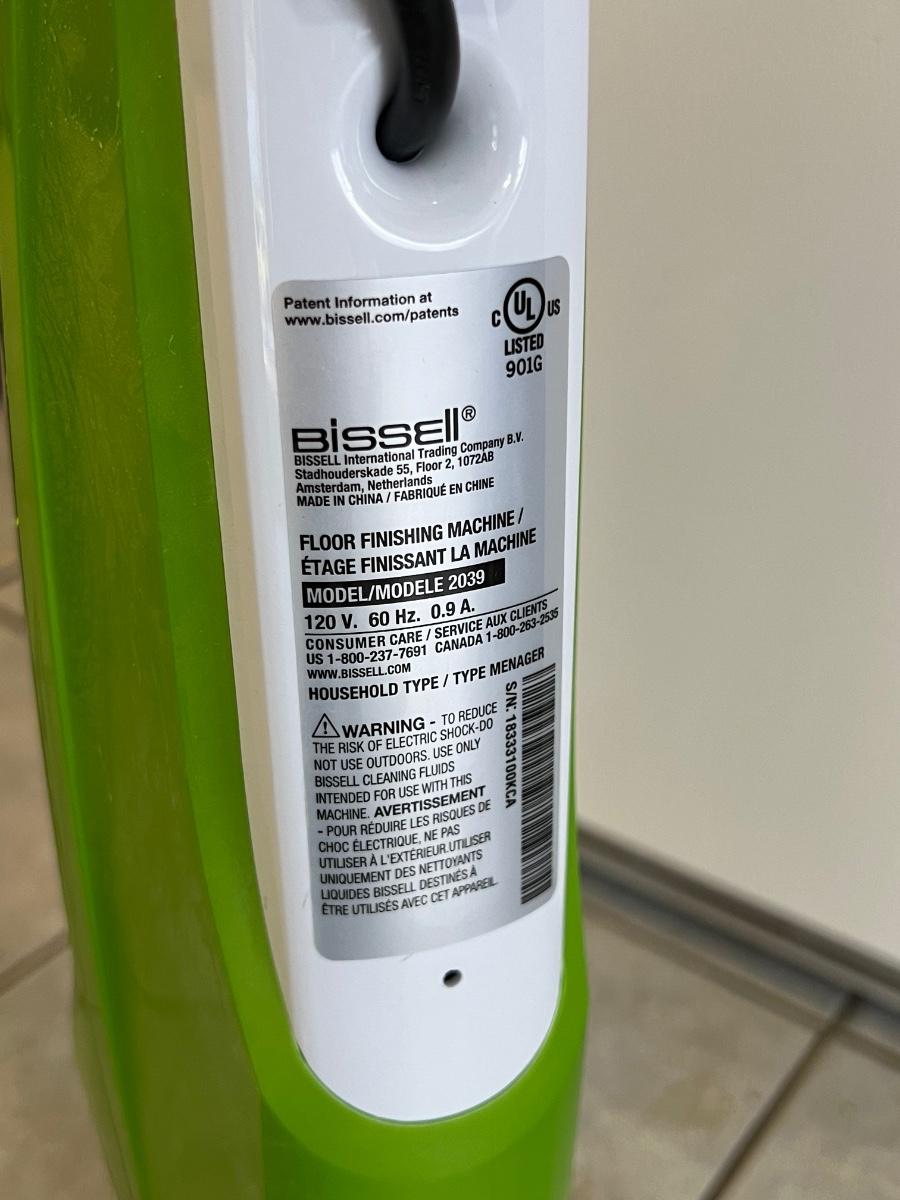 Patent Information at
www.bissell.com/patents
C UL US
LISTED
901G
BISSELL®
BISSELL International Trading Company B.V.
Stadhouderskade 55, Floor 2, 1072AB
Amsterdam, Netherlands
MADE IN CHINA / FABRIQUÉ EN CHINE
FLOOR FINISHING MACHINE /
ÉTAGE FINISSANT LA MACHINE
MODEL/MODELE 2039
120 V. 60 Hz. 0.9 A.
CONSUMER CARE / SERVICE AUX CLIENTS
US 1-800-237-7691 CANADA 1-800-263-2535
WWW.BISSELL.COM
HOUSEHOLD TYPE / TYPE MENAGER
WARNING - TO REDUCE
THE RISK OF ELECTRIC SHOCK-DO
NOT USE OUTDOORS. USE ONLY
BISSELL CLEANING FLUIDS
INTENDED FOR USE WITH THIS
MACHINE. AVERTISSEMENT
- POUR RÉDUIRE LES RISQUES DE
CHOC ÉLECTRIQUE, NE PAS
UTILISER À L'EXTÉRIEUR.UTILISER
UNIQUEMENT DES NETTOYANTS
LIQUIDES BISSELL DESTINÉS À
ÊTRE UTILISÉS AVEC CET APPAREIL.
S/N: 18333100VKCA